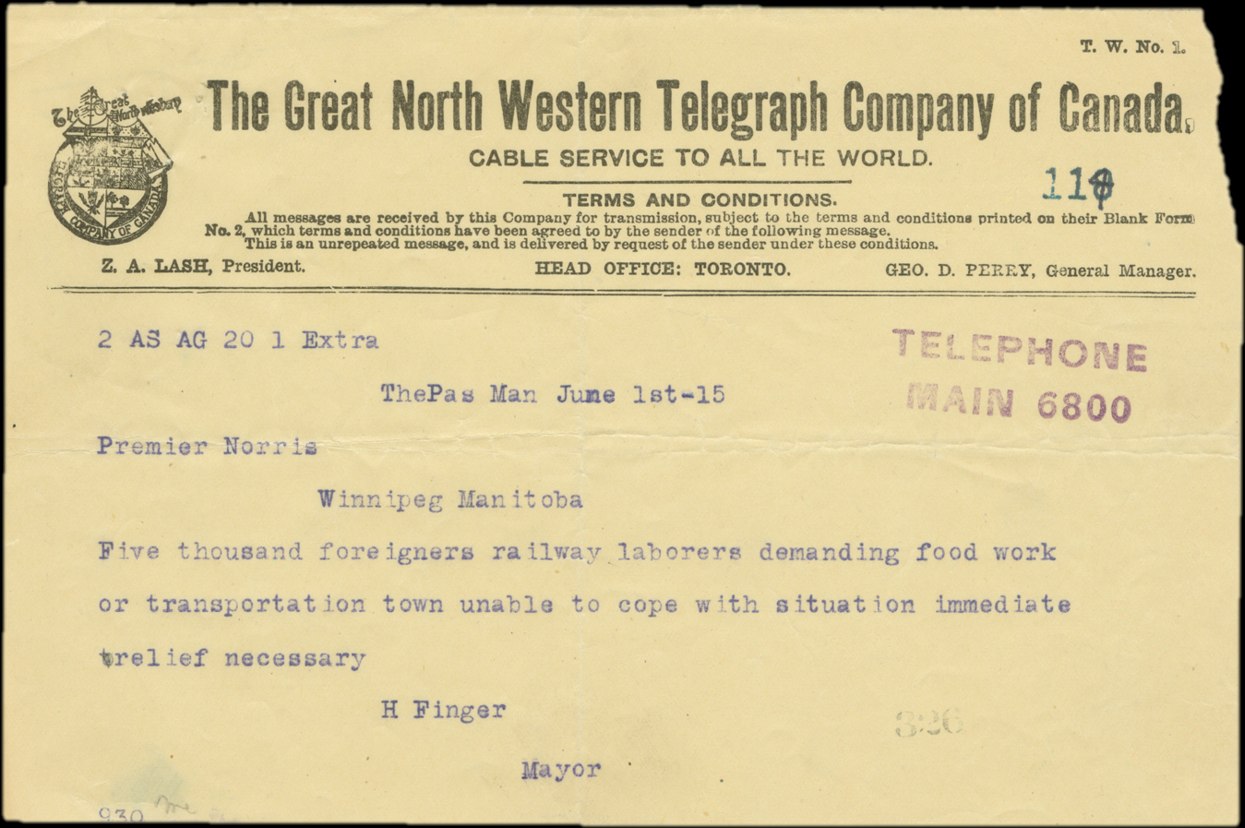 T. W. No. 1.
The Great North Western Telegraph Company of Canada.
CABLE SERVICE TO ALL THE WORLD.
TERMS AND CONDITIONS.
All messages are received by this Company for transmission, subject to the terms and conditions printed on their Blank Form
No. 2, which terms and conditions have been agreed to by the sender of the following message.
This is an unrepeated message, and is delivered by request of the sender under these conditions.
Z. A. LASH, President. HEAD OFFICE: TORONTO. GEO. D. PERRY, General Manager.
2 AS AG 20 1 Extra
TELEPHONE
MAIN 6800
ThePas Man June 1st-15
Premier Norris
Winnipeg Manitoba
Five thousand foreigners railway laborers demanding food work
or transportation town unable to cope with situation immediate
relief necessary
H Finger
326
Mayor
930